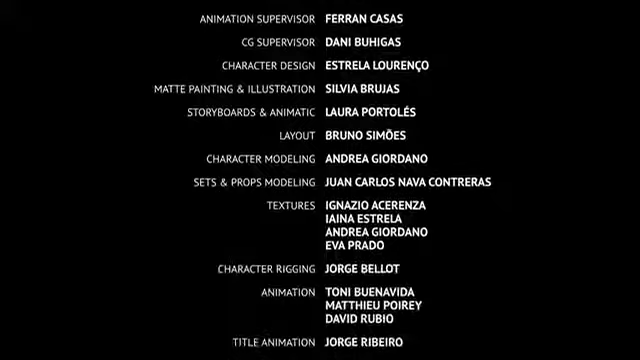 ANIMATION SUPERVISOR FERRAN CASAS
CG SUPERVISOR DANI BUHIGAS
CHARACTER DESIGN ESTRELA LOURENÇO
MATTE PAINTING & ILLUSTRATION SILVIA BRUJAS
STORYBOARDS & ANIMATIC LAURA PORTOLÉS
LAYOUT BRUNO SIMÕES
CHARACTER MODELING ANDREA GIORDANO
SETS & PROPS MODELING JUAN CARLOS NAVA CONTRERAS
TEXTURES IGNAZIO ACERENZA
IAINA ESTRELA
ANDREA GIORDANO
EVA PRADO
CHARACTER RIGGING JORGE BELLOT
ANIMATION TONI BUENAVIDA
MATTHIEU POIREY
DAVID RUBIO
TITLE ANIMATION JORGE RIBEIRO